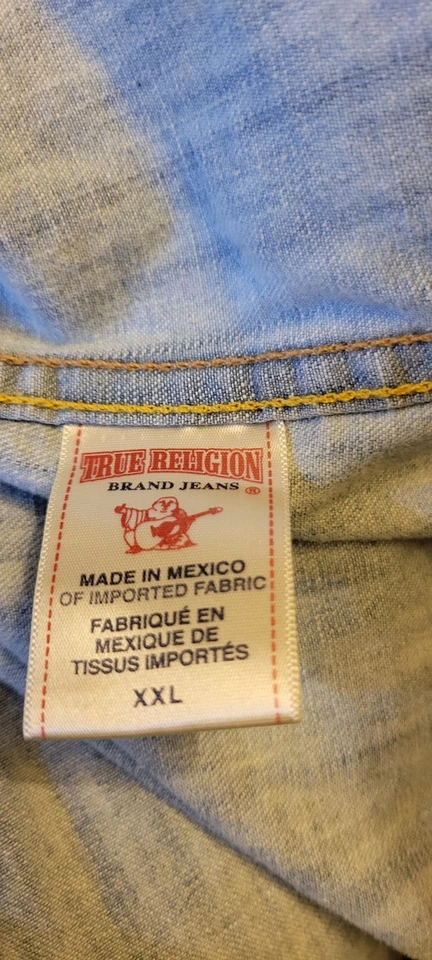 TRUE RELIGION
BRAND JEANS ®
MADE IN MEXICO
OF IMPORTED FABRIC
FABRIQUÉ EN
MEXIQUE DE
TISSUS IMPORTÉS
XXL